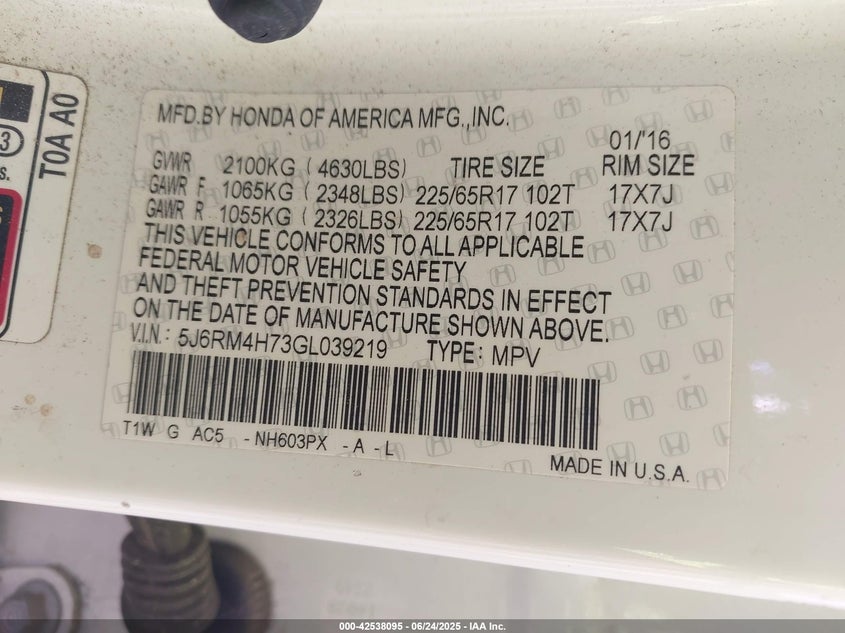 T0A A0
3
s.
MFD.BY HONDA OF AMERICA MFG., INC.
01/'16
GVWR 2100KG (4630LBS) TIRE SIZE RIM SIZE
GAWR F 1065KG (2348LBS) 225/65R17 102T 17X7J
GAWR R 1055KG (2326LBS) 225/65R17 102T 17X7J
THIS VEHICLE CONFORMS TO ALL APPLICABLE
FEDERAL MOTOR VEHICLE SAFETY
AND THEFT PREVENTION STANDARDS IN EFFECT
ON THE DATE OF MANUFACTURE SHOWN ABOVE.
V.I.N.: 5J6RM4H73GL039219 TYPE: MPV
T1W G AC5 -NH603PX -A -L
MADE IN U.S.A.
000-42538095 - 06/24/2025 - IAA Inc.